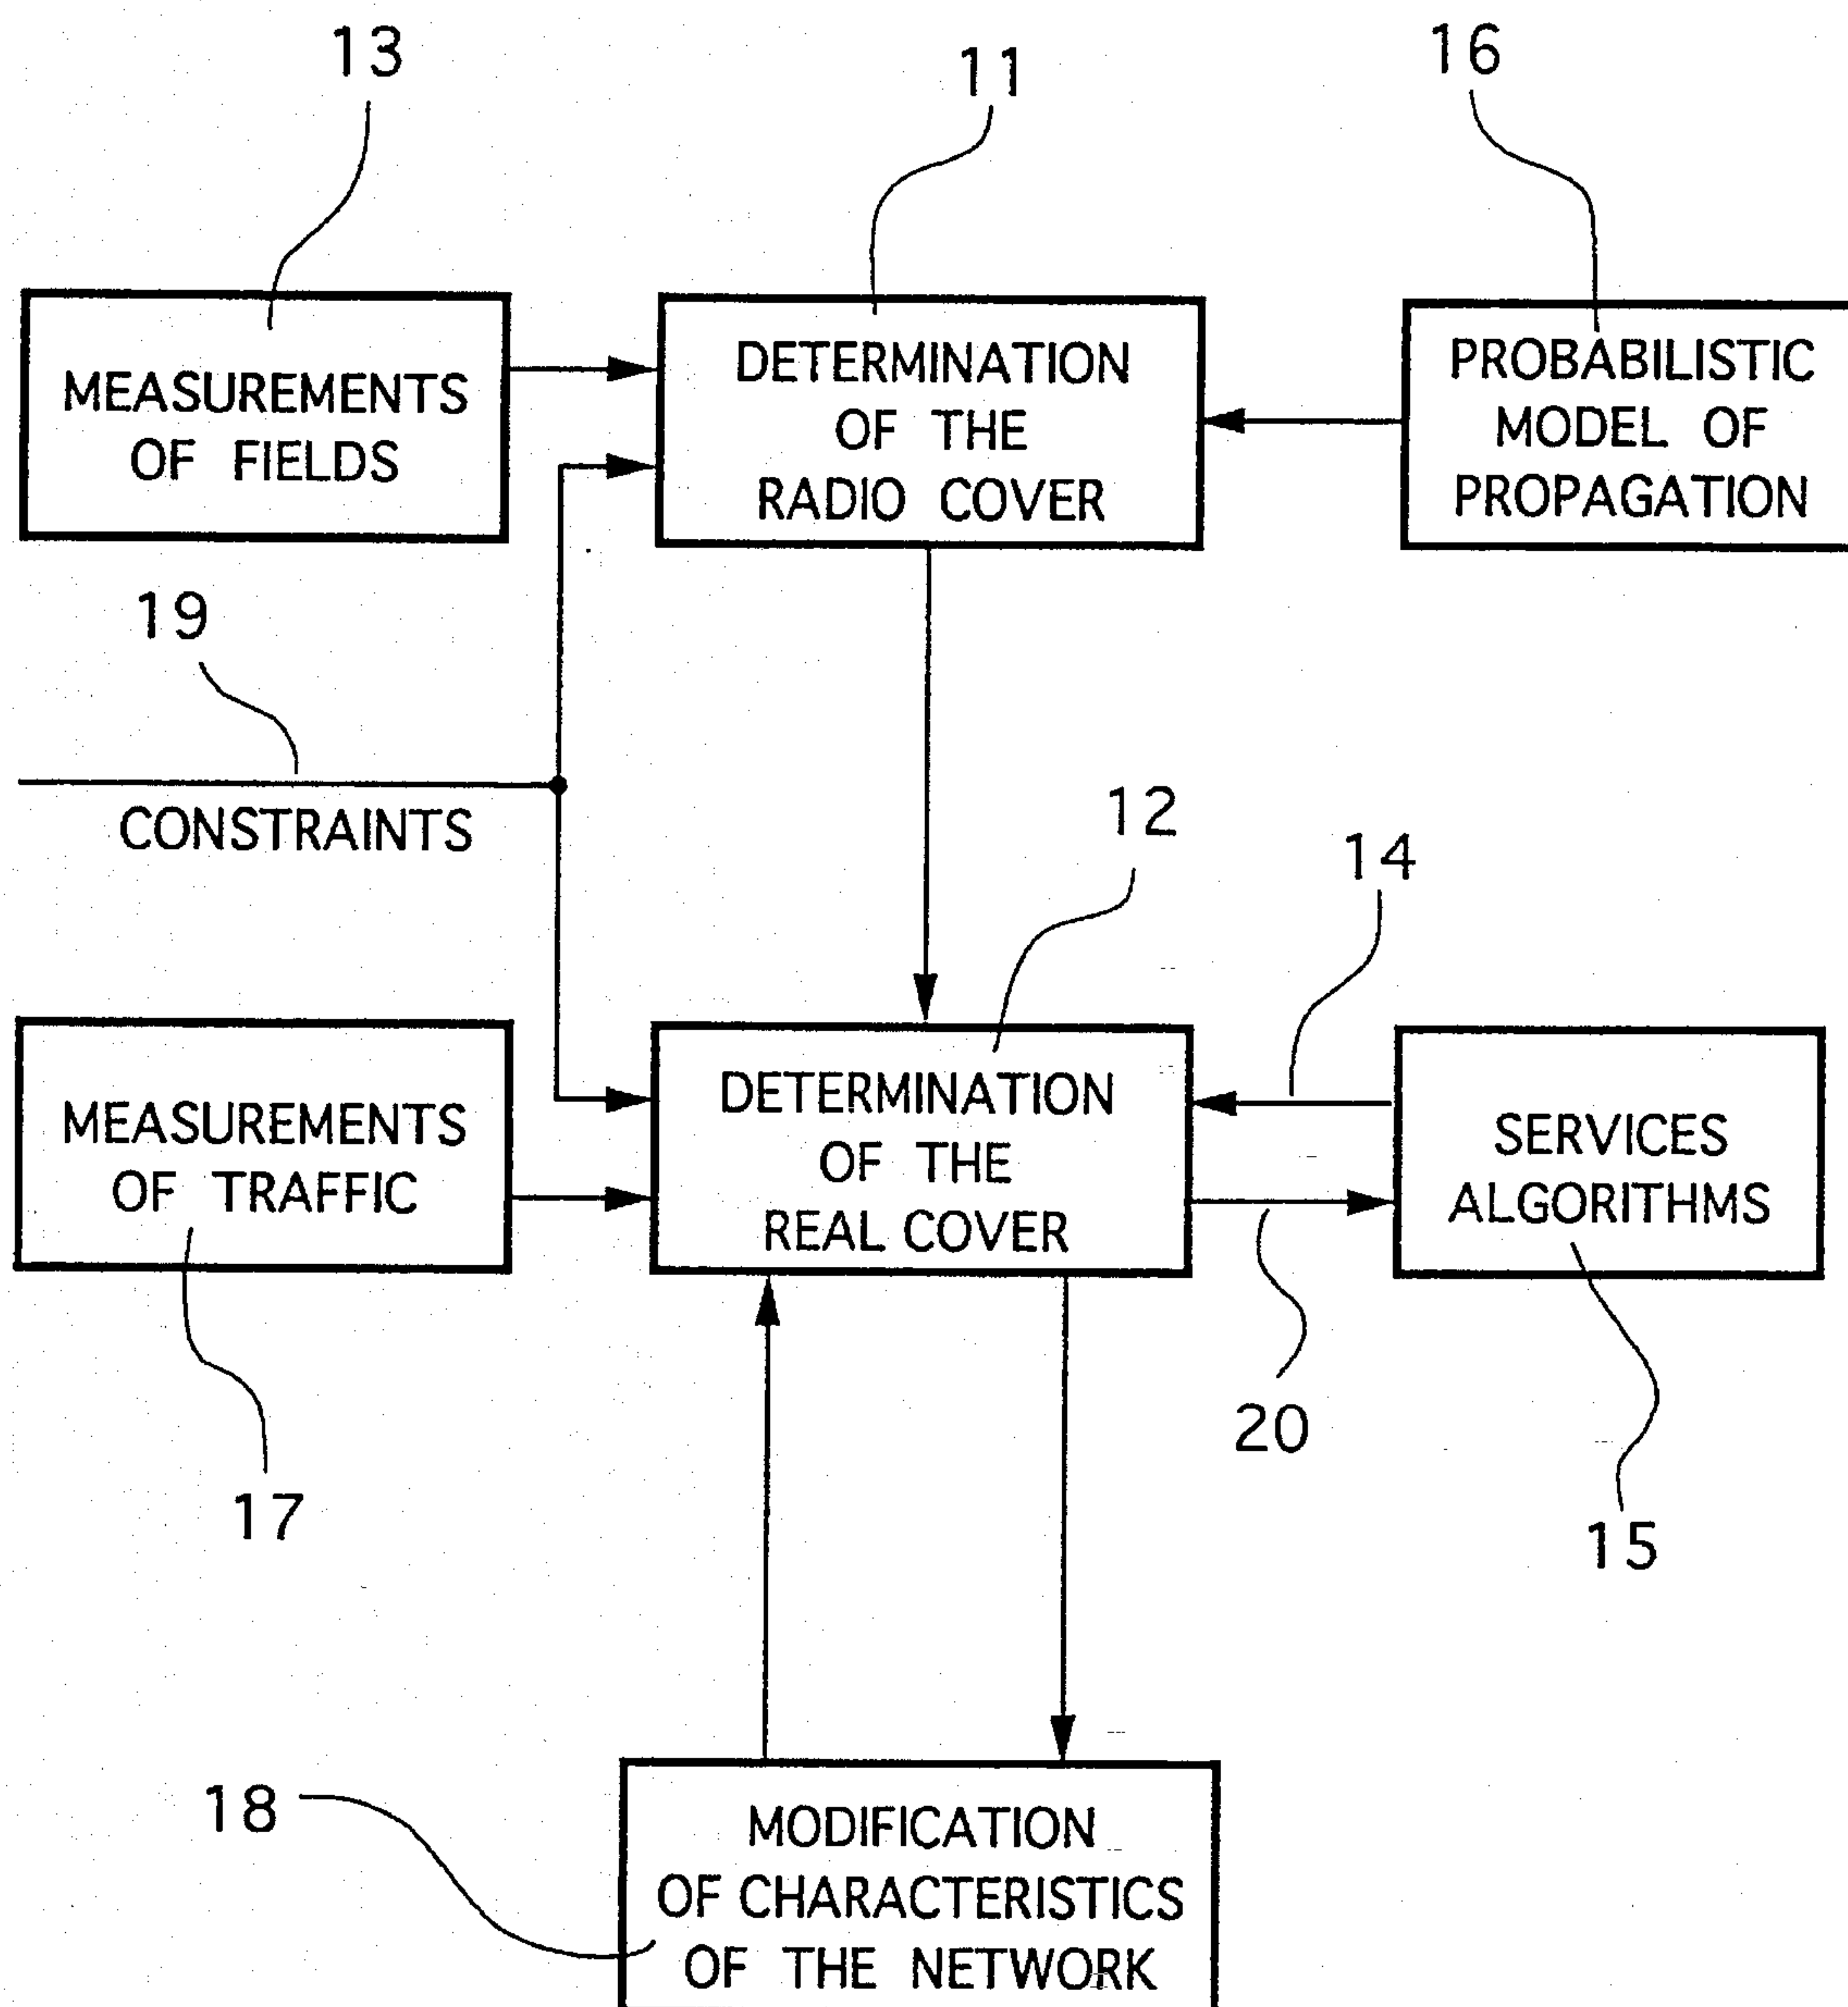 13
11
16
MEASUREMENTS
OF FIELDS
DETERMINATION
OF THE
RADIO COVER
PROBABILISTIC
MODEL OF
PROPAGATION
19
CONSTRAINTS
12
14
MEASUREMENTS
OF TRAFFIC
DETERMINATION
OF THE
REAL COVER
SERVICES
ALGORITHMS
20
17
15
18
MODIFICATION
OF CHARACTERISTICS
OF THE NETWORK